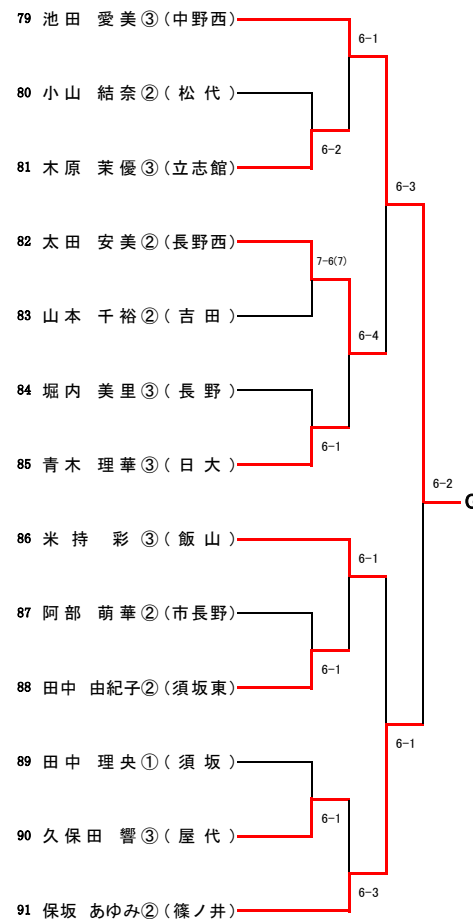 79 池田 愛美③(中野西)
6-1
80 小山 結奈②(松代)
6-2
81 木原 茉優③(立志館)
6-3
82 太田 安美②(長野西)
7-6(7)
83 山本 千裕②(吉田)
6-4
84 堀内 美里③(長野)
6-1
85 青木 理華③(日大)
6-2
86 米持 彩③(飯山)
6-1
87 阿部 萌華②(市長野)
6-1
88 田中 由紀子②(須坂東)
6-1
89 田中 理央①(須坂)
6-1
90 久保田 響③(屋代)
6-3
91 保坂 あゆみ②(篠ノ井)